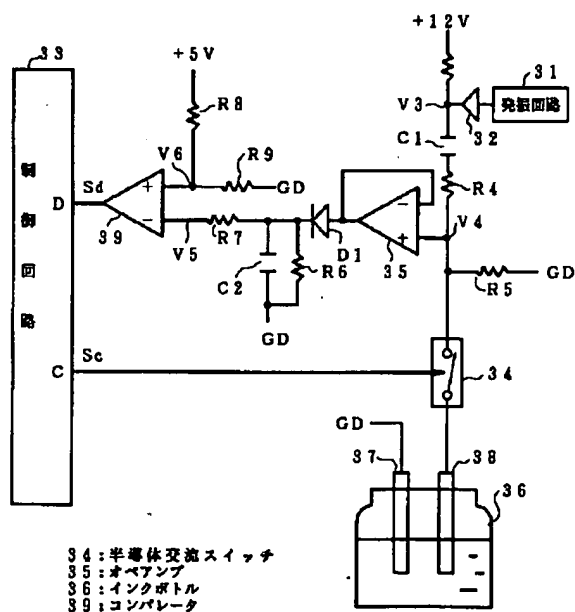 +12V
33
+5V
31
発振回路
R8
V3
32
C1
V6
R9
GD
R4
制御回路
D
Sd
39
+
−
V5
R7
−
+
35
V4
D1
C2
R6
R5
GD
GD
Sc
C
34
GD
37
38
36
34:半導体交流スイッチ
35:オペアンプ
36:インクボトル
39:コンパレータ